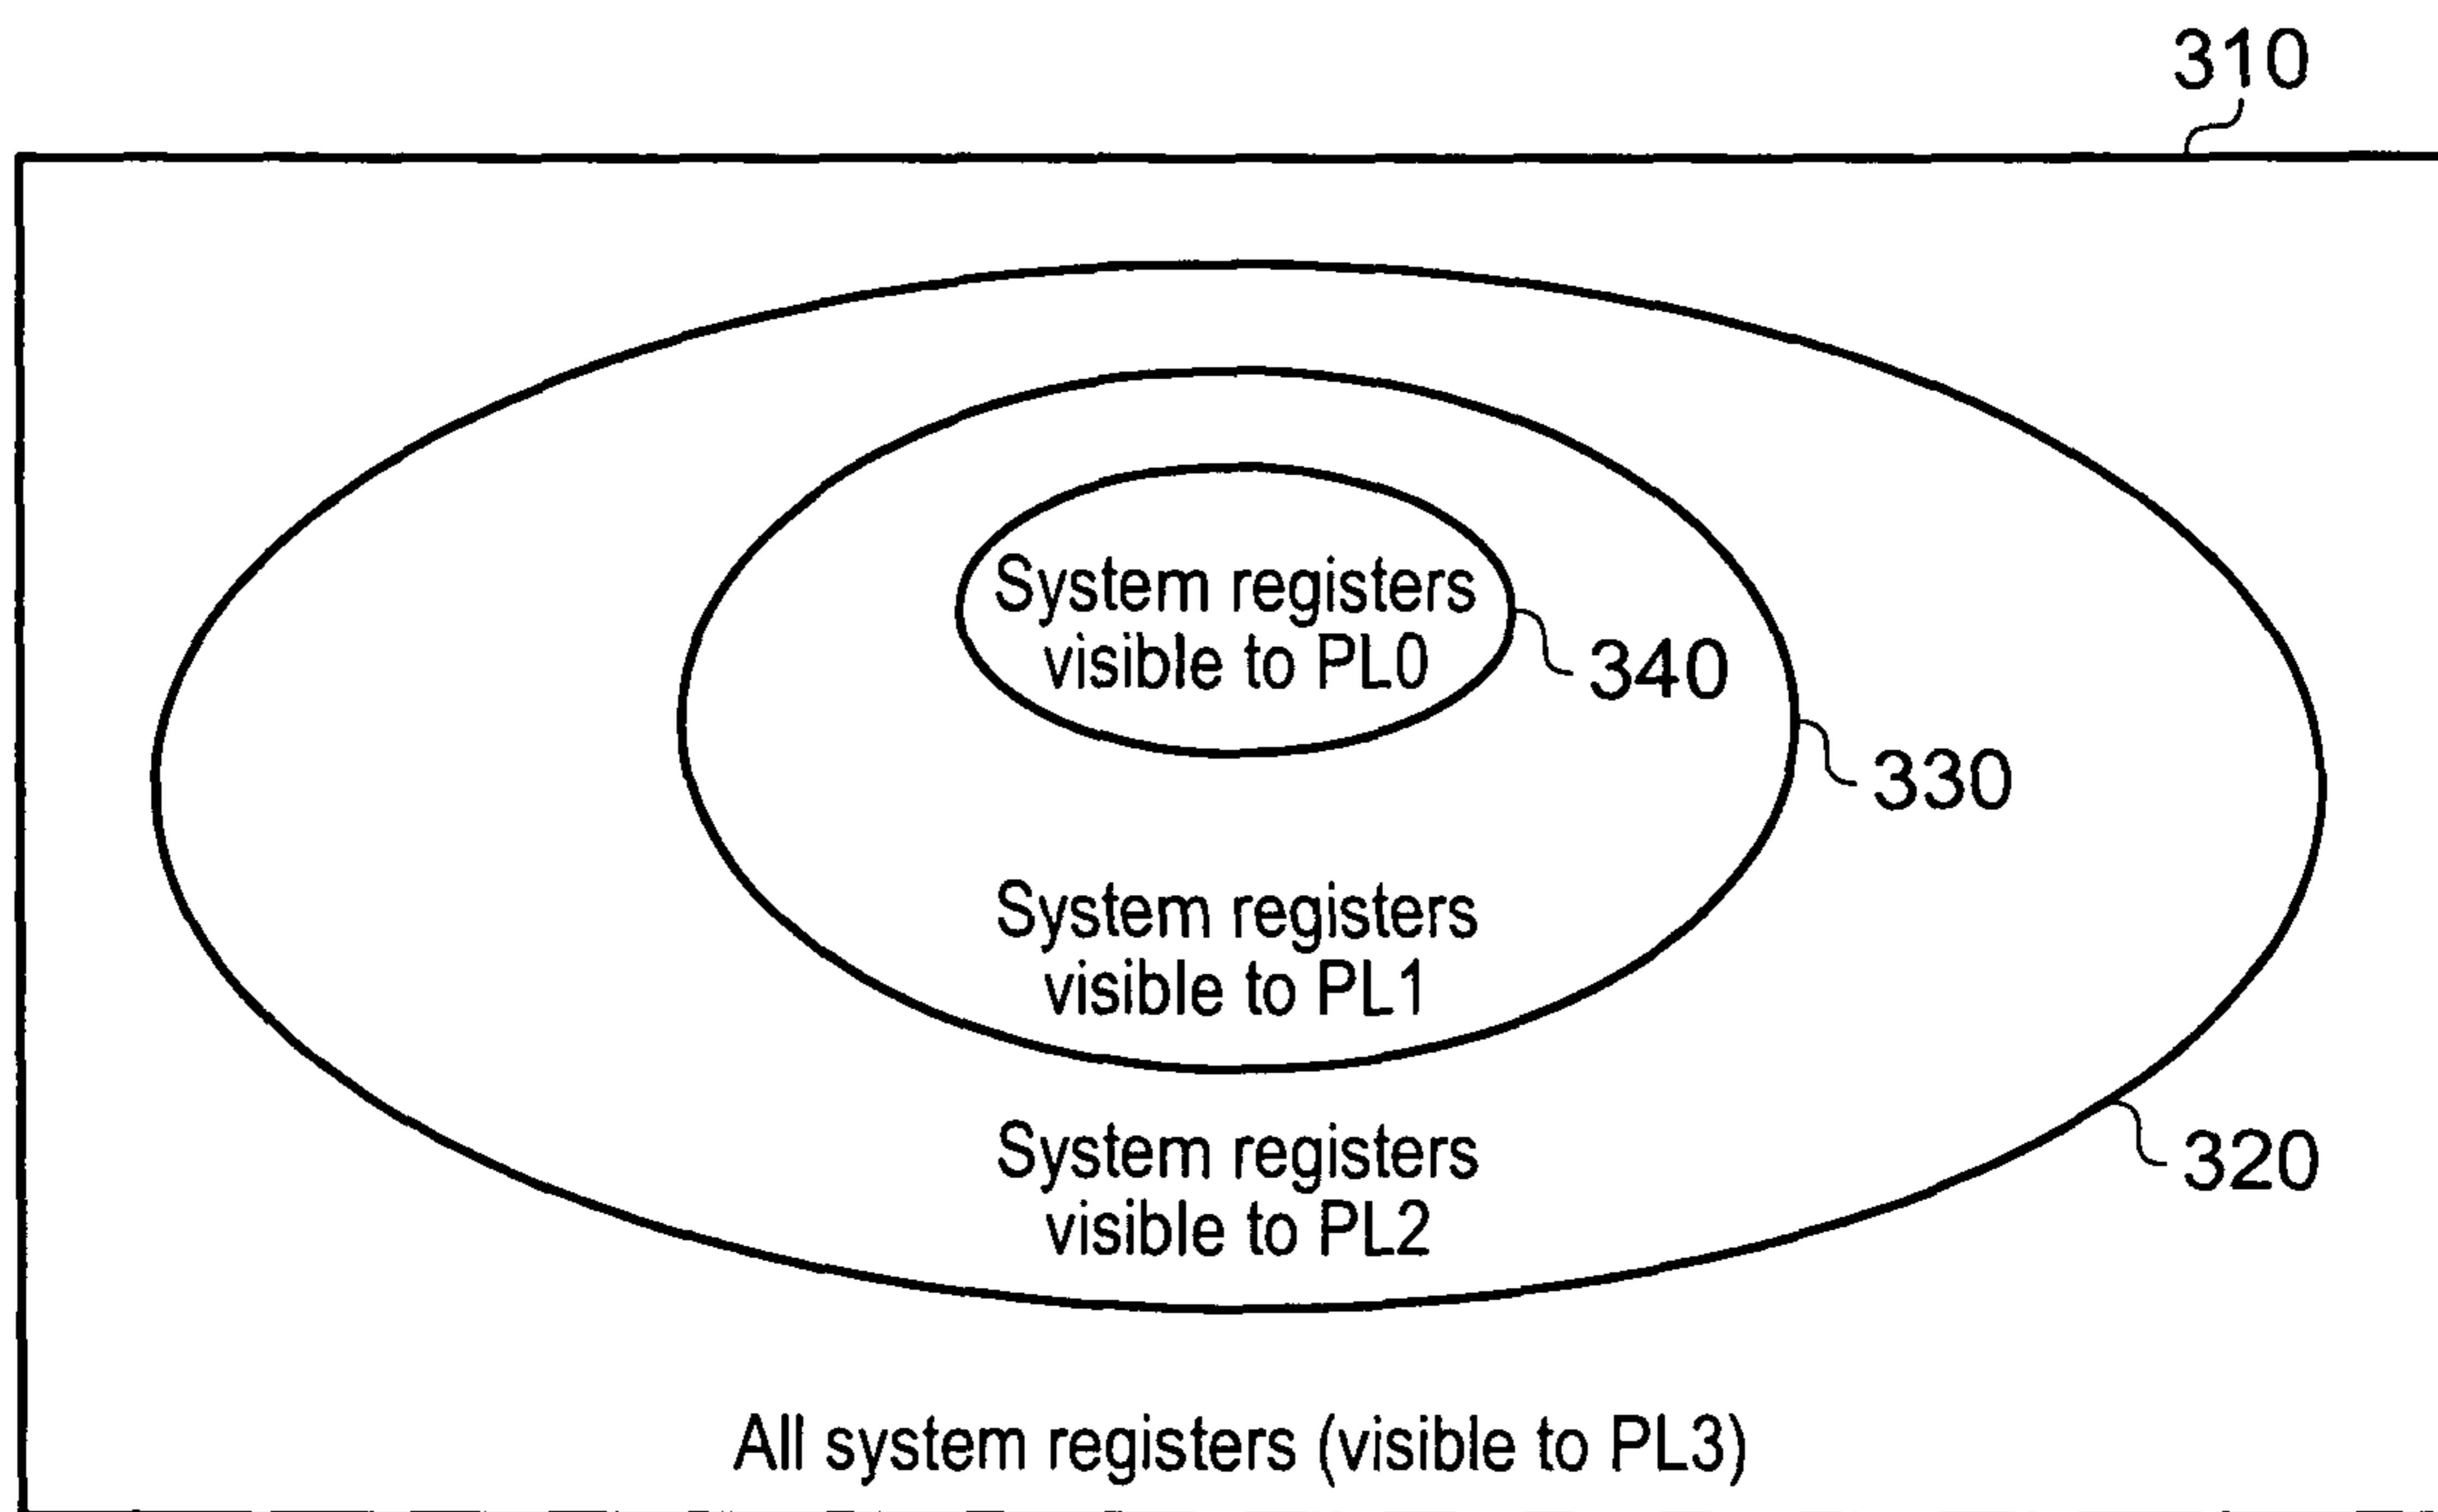 310
System registers
visible to PL0
340
330
System registers
visible to PL1
System registers
visible to PL2
320
All system registers (visible to PL3)